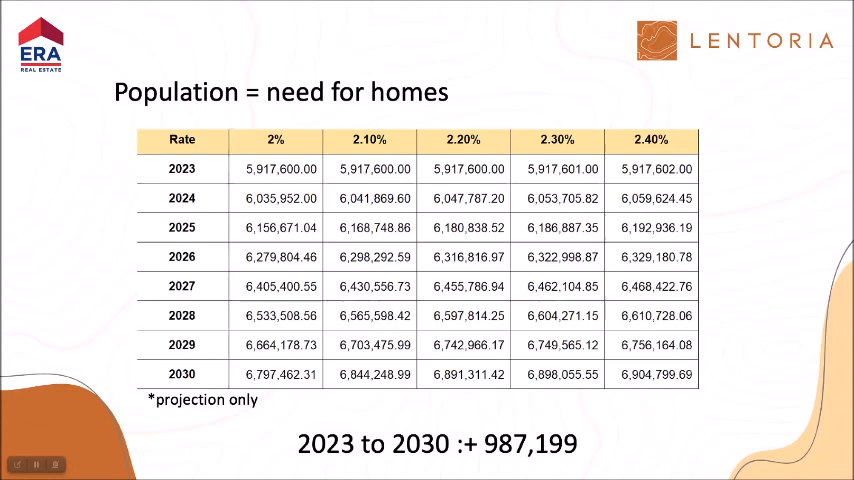 ERA
REAL ESTATE
LENTORIA
Population = need for homes
Rate 2% 2.10% 2.20% 2.30% 2.40%
2023 5,917,600.00 5,917,600.00 5,917,600.00 5,917,601.00 5,917,602.00
2024 6,035,952.00 6,041,869.60 6,047,787.20 6,053,705.82 6,059,624.45
2025 6,156,671.04 6,168,748.86 6,180,838.52 6,186,887.35 6,192,936.19
2026 6,279,804.46 6,298,292.59 6,316,816.97 6,322,998.87 6,329,180.78
2027 6,405,400.55 6,430,556.73 6,455,786.94 6,462,104.85 6,468,422.76
2028 6,533,508.56 6,565,598.42 6,597,814.25 6,604,271.15 6,610,728.06
2029 6,664,178.73 6,703,475.99 6,742,966.17 6,749,565.12 6,756,164.08
2030 6,797,462.31 6,844,248.99 6,891,311.42 6,898,055.55 6,904,799.69
*projection only
2023 to 2030 :+ 987,199